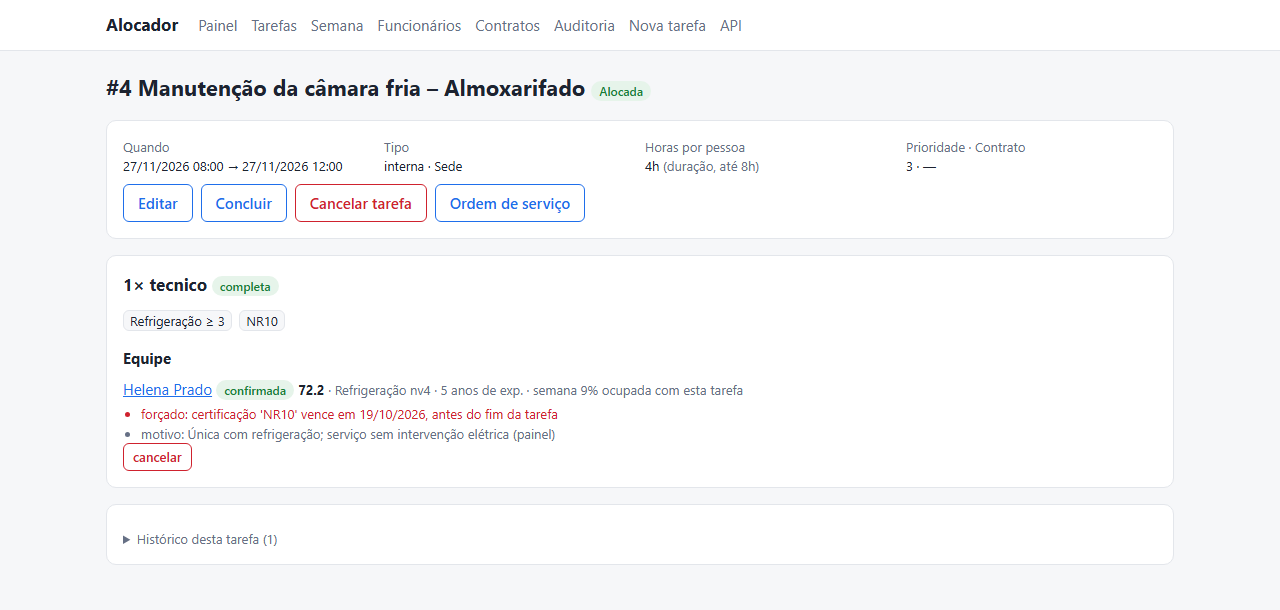 Alocador Painel Tarefas Semana Funcionários Contratos Auditoria Nova tarefa API
#4 Manutenção da câmara fria – Almoxarifado Alocada
Quando Tipo Horas por pessoa Prioridade · Contrato
27/11/2026 08:00 → 27/11/2026 12:00 interna · Sede 4h (duração, até 8h) 3 · —
Editar Concluir Cancelar tarefa Ordem de serviço
1× tecnico completa
Refrigeração ≥ 3 NR10
Equipe
Helena Prado confirmada 72.2 · Refrigeração nv4 · 5 anos de exp. · semana 9% ocupada com esta tarefa
• forçado: certificação 'NR10' vence em 19/10/2026, antes do fim da tarefa
• motivo: Única com refrigeração; serviço sem intervenção elétrica (painel)
cancelar
▶ Histórico desta tarefa (1)